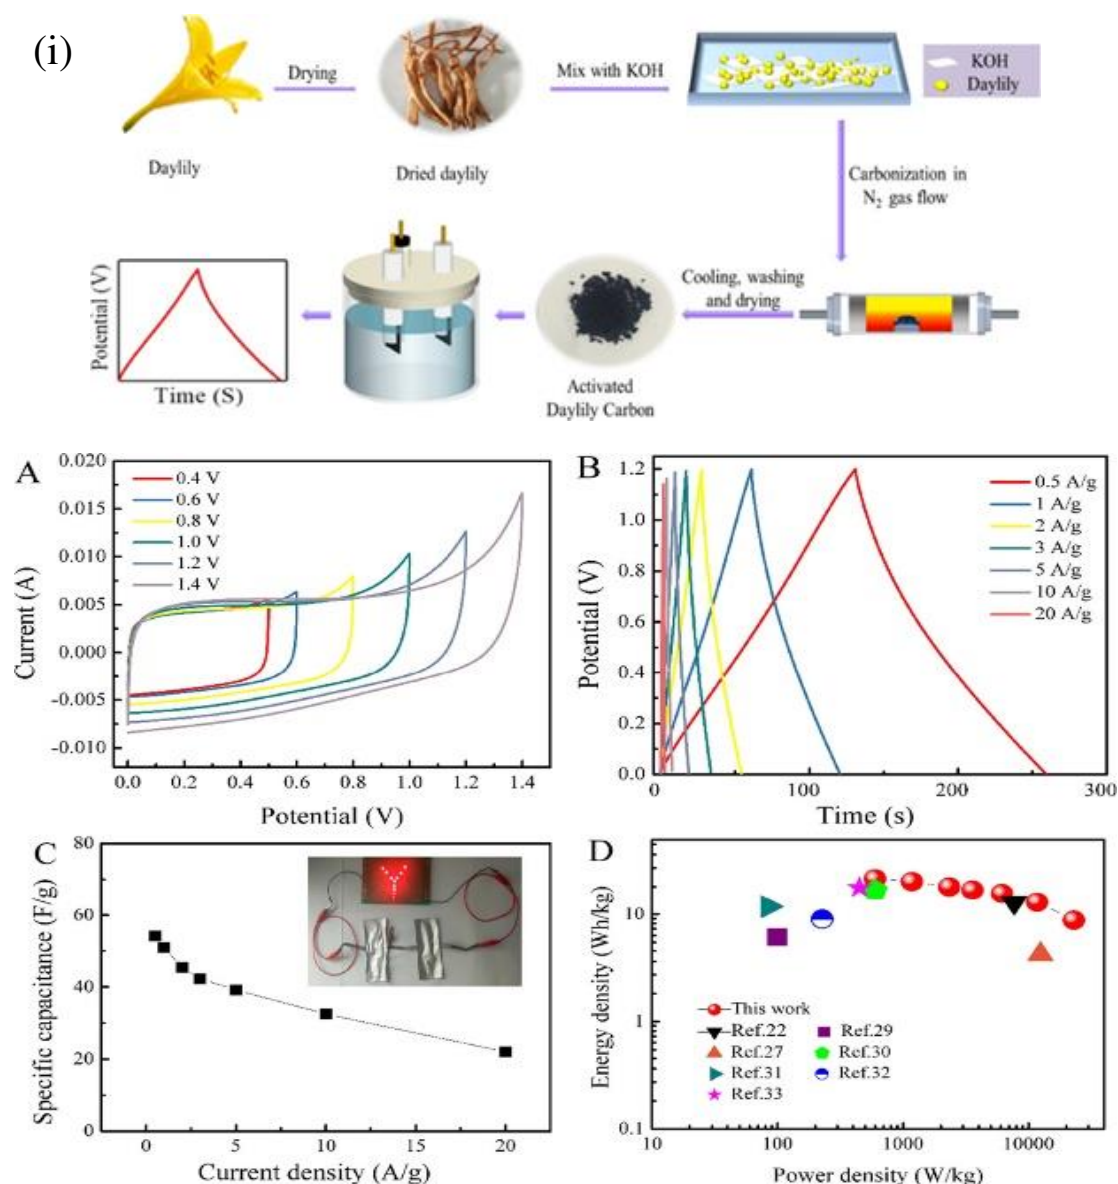 (i)
Drying
Mix with KOH
KOH
Daylily
Daylily
Dried daylily
Carbonization in
N₂ gas flow
Potential (V)
Time (S)
Cooling, washing
and drying
Activated
Daylily Carbon
A
0.020
0.015
0.010
0.005
0.000
-0.005
-0.010
Current (A)
0.4 V
0.6 V
0.8 V
1.0 V
1.2 V
1.4 V
0.0 0.2 0.4 0.6 0.8 1.0 1.2 1.4
Potential (V)
B
1.2
1.0
0.8
0.6
0.4
0.2
0.0
Potential (V)
0.5 A/g
1 A/g
2 A/g
3 A/g
5 A/g
10 A/g
20 A/g
0 100 200 300
Time (s)
C
80
60
40
20
0
Specific capacitance (F/g)
0 5 10 15 20
Current density (A/g)
D
10
1
0.1
Energy density (Wh/kg)
This work
Ref.22 Ref.29
Ref.27 Ref.30
Ref.31 Ref.32
Ref.33
10 100 1000 10000
Power density (W/kg)